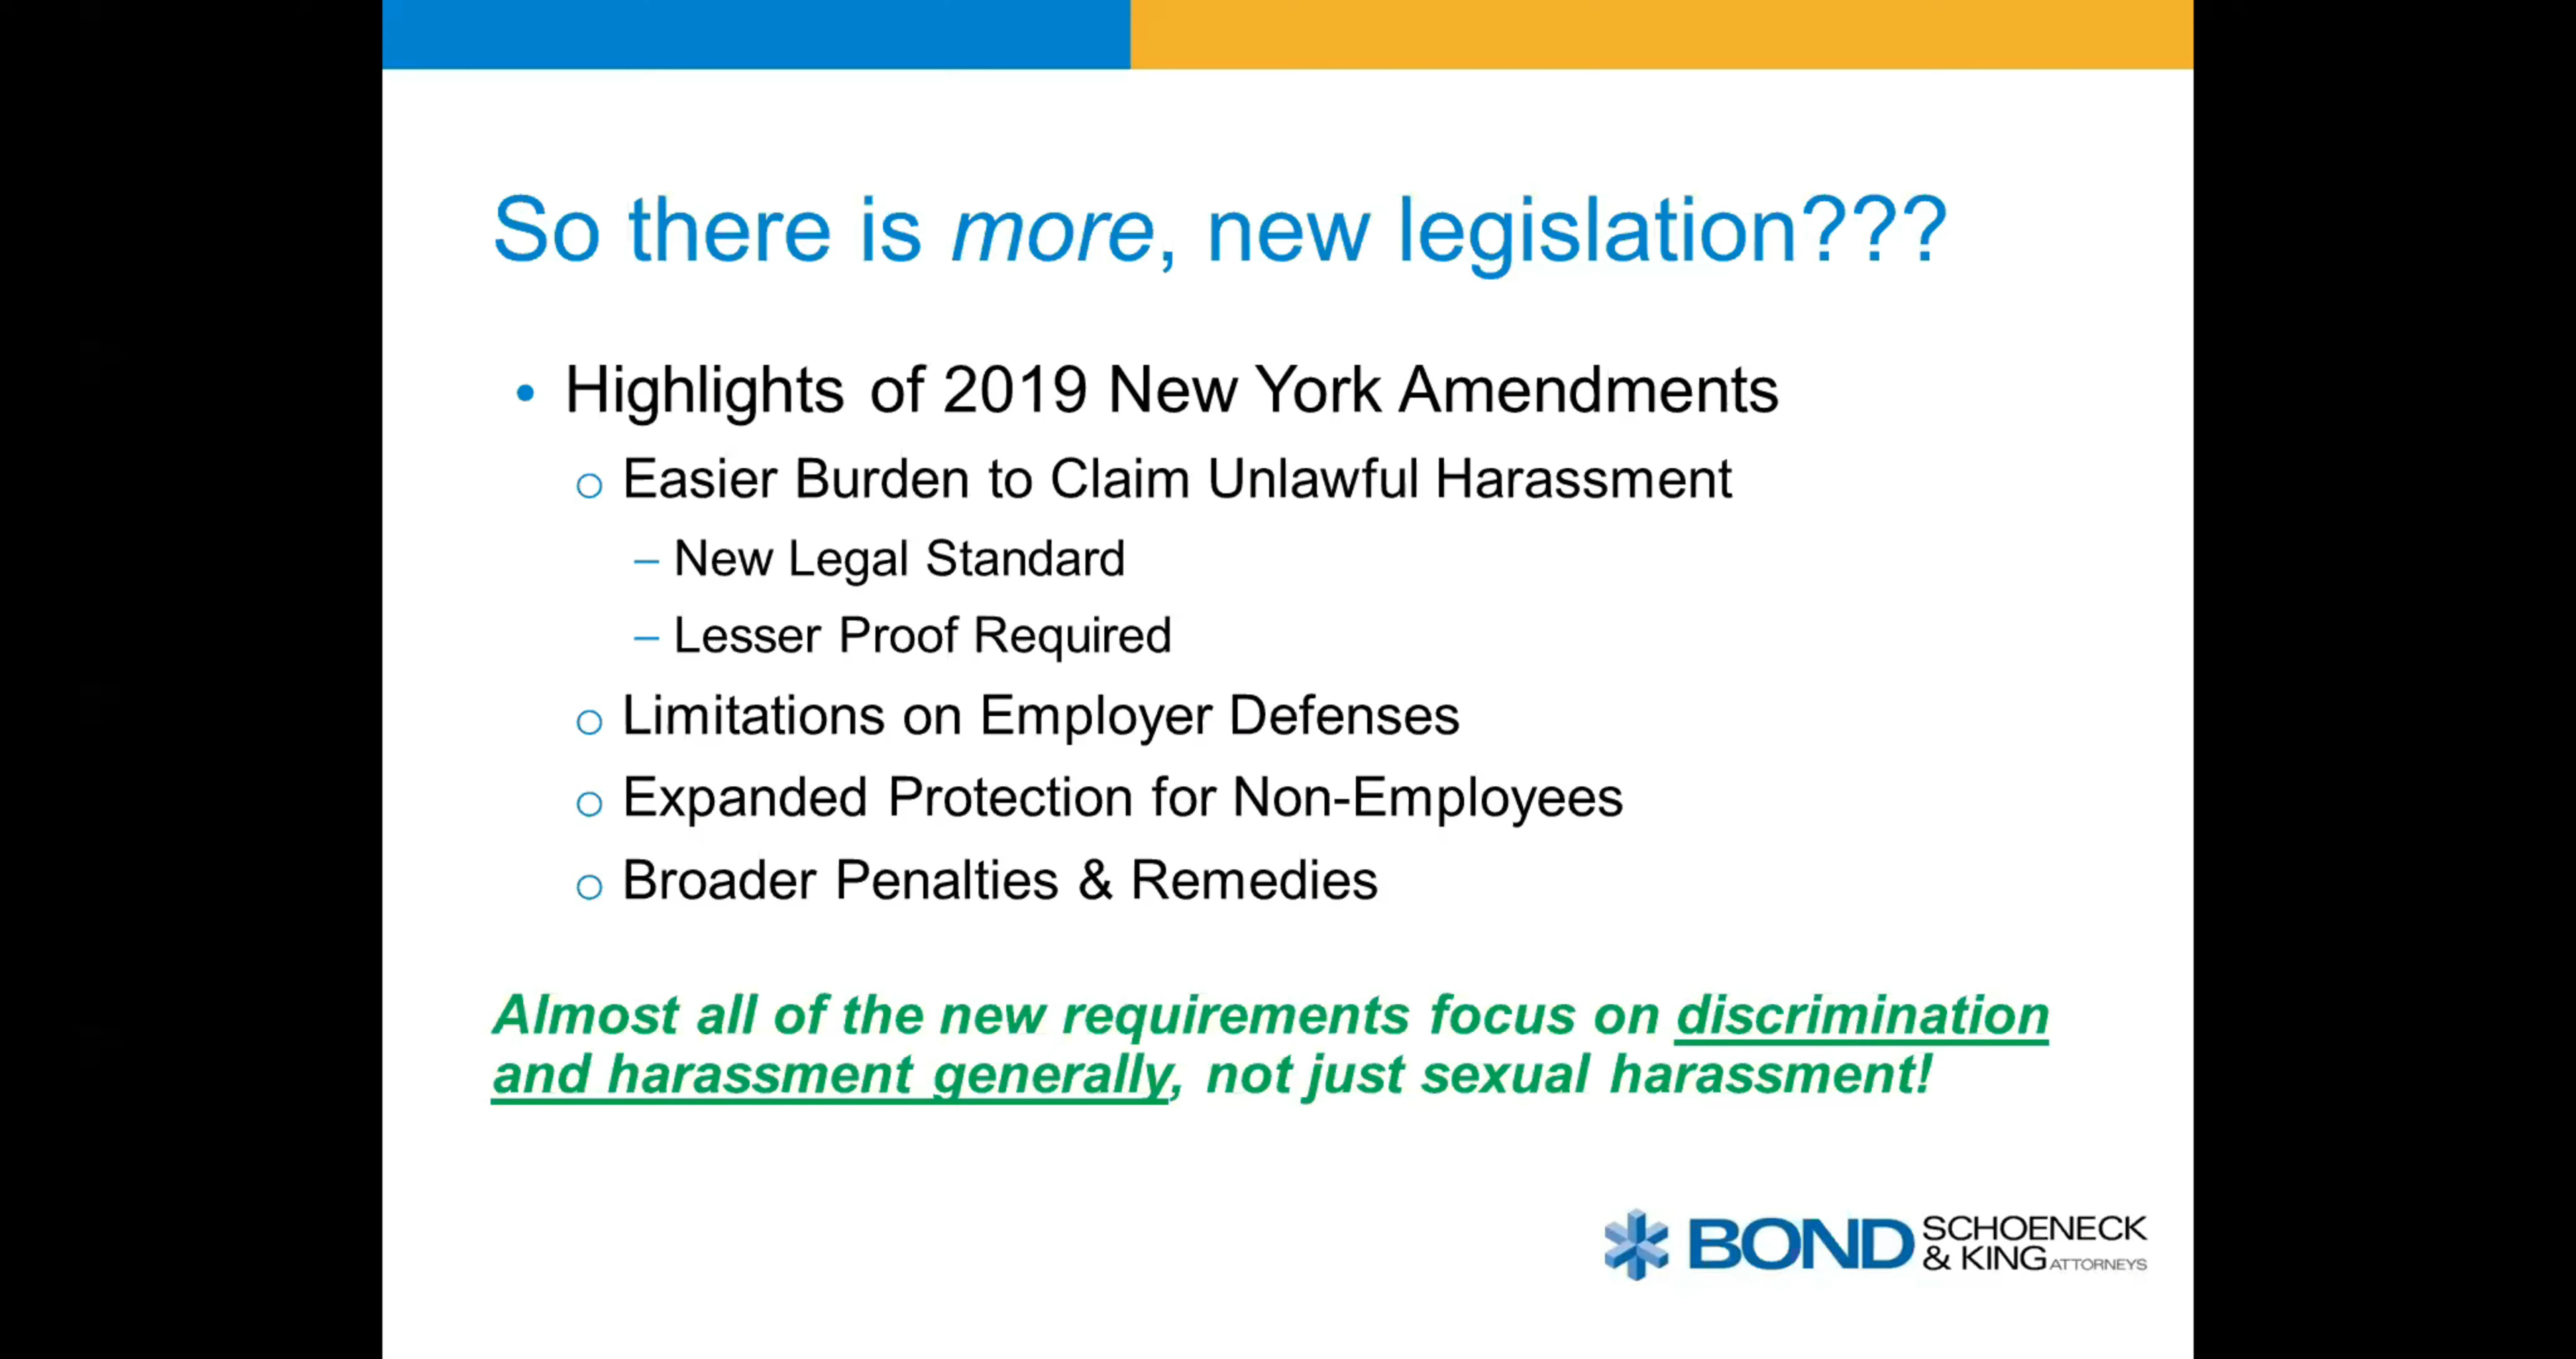 So there is more, new legislation???
• Highlights of 2019 New York Amendments
o Easier Burden to Claim Unlawful Harassment
– New Legal Standard
– Lesser Proof Required
o Limitations on Employer Defenses
o Expanded Protection for Non-Employees
o Broader Penalties & Remedies
Almost all of the new requirements focus on discrimination
and harassment generally, not just sexual harassment!
BOND SCHOENECK
& KING ATTORNEYS